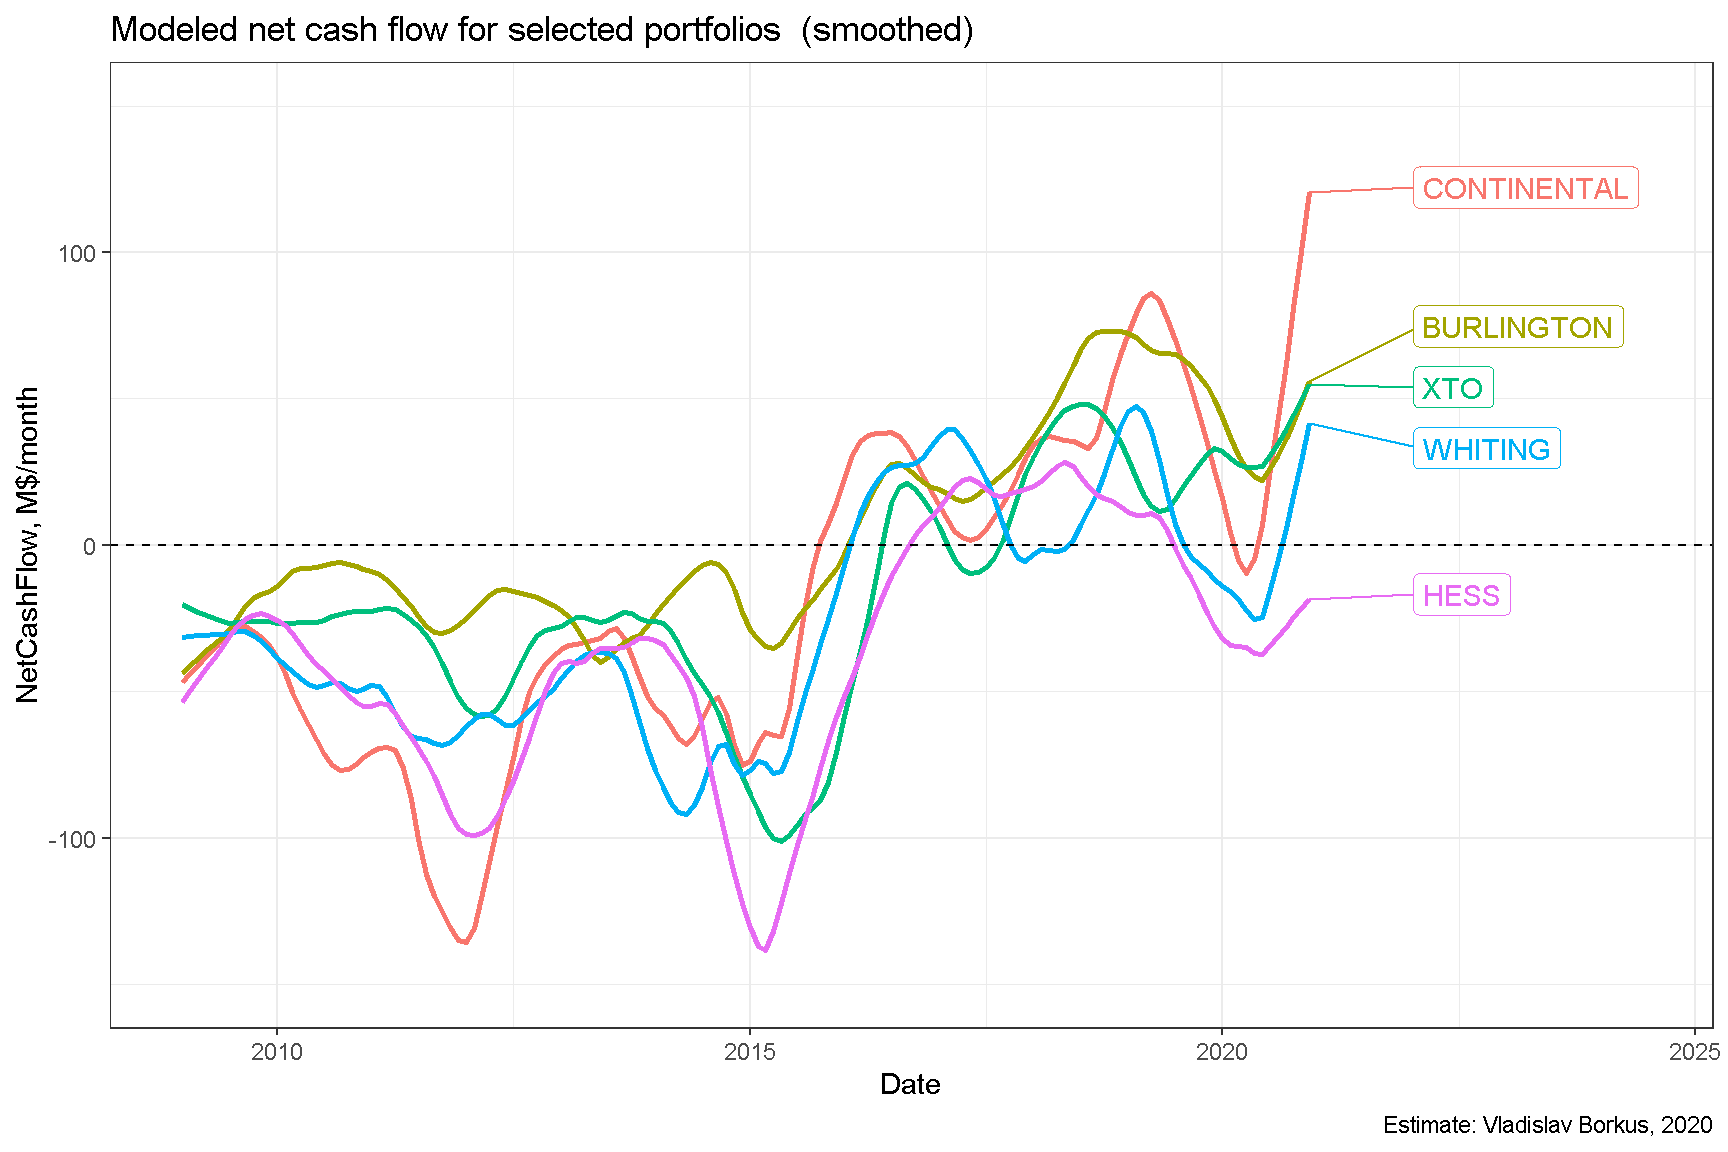 Modeled net cash flow for selected portfolios  (smoothed)
NetCashFlow, M$/month
100
0
-100
CONTINENTAL
BURLINGTON
XTO
WHITING
HESS
2010
2015
2020
2025
Date
Estimate: Vladislav Borkus, 2020